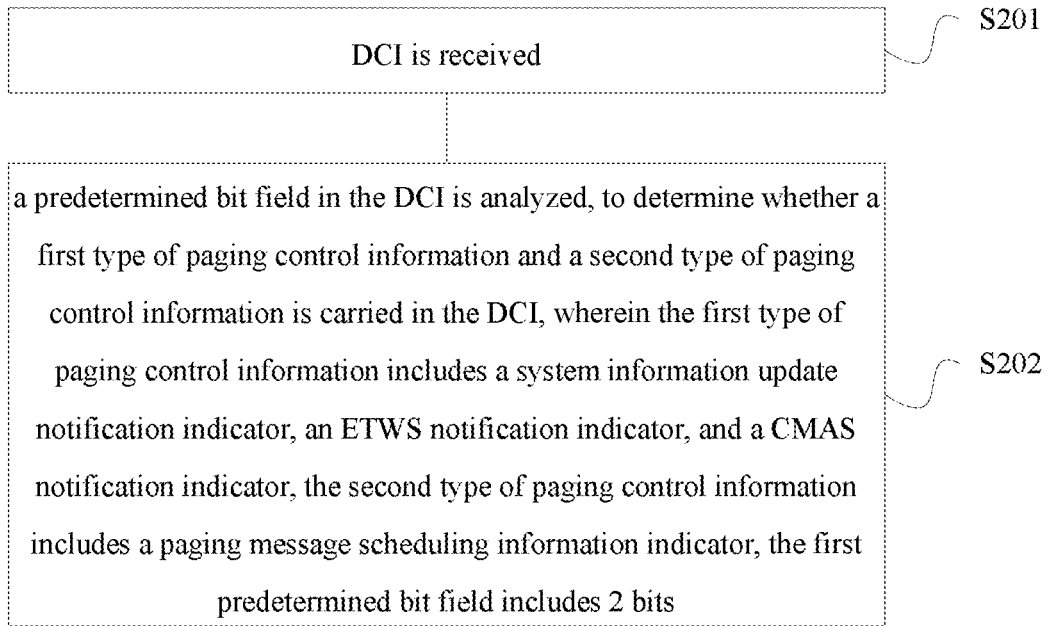 S201
DCI is received
a predetermined bit field in the DCI is analyzed, to determine whether a
first type of paging control information and a second type of paging
control information is carried in the DCI, wherein the first type of
paging control information includes a system information update
notification indicator, an ETWS notification indicator, and a CMAS
notification indicator, the second type of paging control information
includes a paging message scheduling information indicator, the first
predetermined bit field includes 2 bits
S202